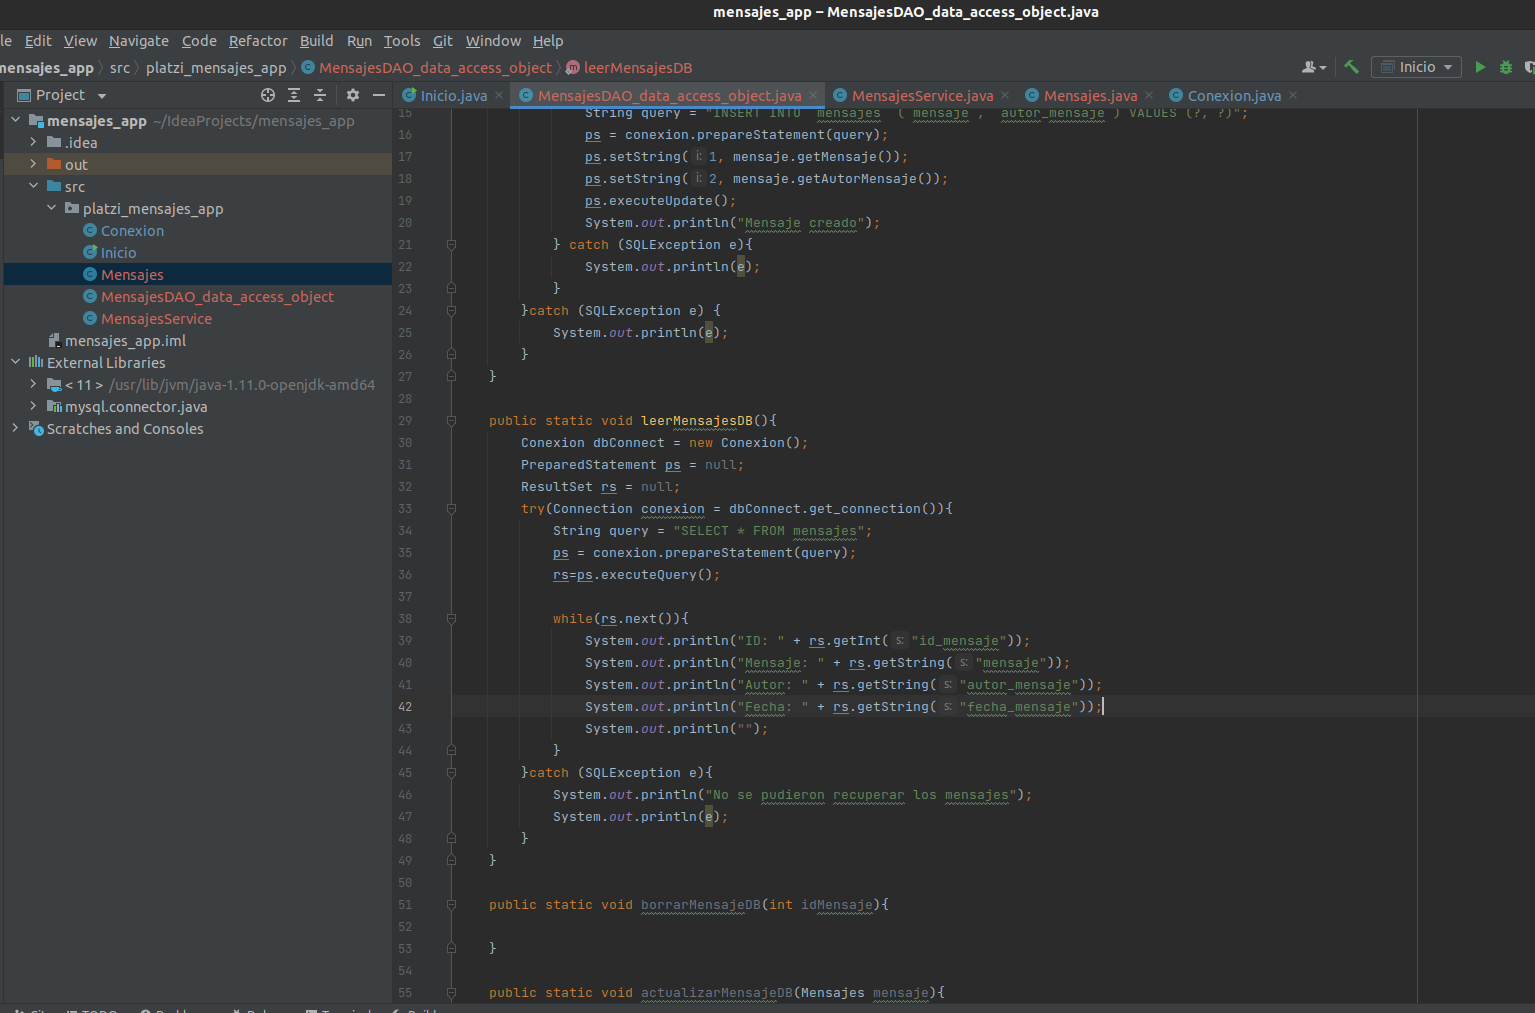 mensajes_app – MensajesDAO_data_access_object.java
le Edit View Navigate Code Refactor Build Run Tools Git Window Help
mensajes_app src platzi_mensajes_app MensajesDAO_data_access_object leerMensajesDB
Inicio
Project
Inicio.java MensajesDAO_data_access_object.java MensajesService.java Mensajes.java Conexion.java
mensajes_app ~/IdeaProjects/mensajes_app
.idea
out
src
platzi_mensajes_app
Conexion
Inicio
Mensajes
MensajesDAO_data_access_object
MensajesService
mensajes_app.iml
External Libraries
< 11 > /usr/lib/jvm/java-1.11.0-openjdk-amd64
mysql.connector.java
Scratches and Consoles
15 String query = "INSERT INTO `mensajes` (`mensaje`, `autor_mensaje`) VALUES (?, ?)";
16 ps = conexion.prepareStatement(query);
17 ps.setString( i: 1, mensaje.getMensaje());
18 ps.setString( i: 2, mensaje.getAutorMensaje());
19 ps.executeUpdate();
20 System.out.println("Mensaje creado");
21 } catch (SQLException e){
22 System.out.println(e);
23 }
24 }catch (SQLException e) {
25 System.out.println(e);
26 }
27 }
28
29 public static void leerMensajesDB(){
30 Conexion dbConnect = new Conexion();
31 PreparedStatement ps = null;
32 ResultSet rs = null;
33 try(Connection conexion = dbConnect.get_connection()){
34 String query = "SELECT * FROM mensajes";
35 ps = conexion.prepareStatement(query);
36 rs=ps.executeQuery();
37
38 while(rs.next()){
39 System.out.println("ID: " + rs.getInt( s: "id_mensaje"));
40 System.out.println("Mensaje: " + rs.getString( s: "mensaje"));
41 System.out.println("Autor: " + rs.getString( s: "autor_mensaje"));
42 System.out.println("Fecha: " + rs.getString( s: "fecha_mensaje"));
43 System.out.println("");
44 }
45 }catch (SQLException e){
46 System.out.println("No se pudieron recuperar los mensajes");
47 System.out.println(e);
48 }
49 }
50
51 public static void borrarMensajeDB(int idMensaje){
52
53 }
54
55 public static void actualizarMensajeDB(Mensajes mensaje){